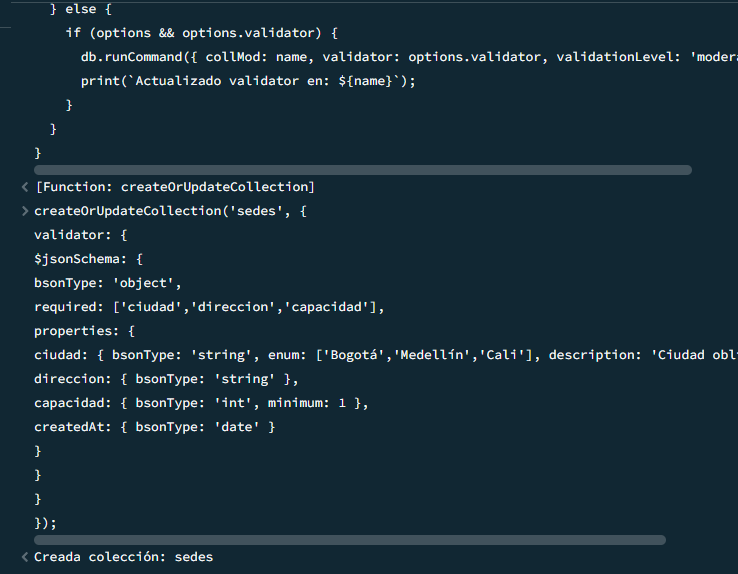 } else {
if (options && options.validator) {
db.runCommand({ collMod: name, validator: options.validator, validationLevel: 'modera
print(`Actualizado validator en: ${name}`);
}
}
}
[Function: createOrUpdateCollection]
createOrUpdateCollection('sedes', {
validator: {
$jsonSchema: {
bsonType: 'object',
required: ['ciudad','direccion','capacidad'],
properties: {
ciudad: { bsonType: 'string', enum: ['Bogotá','Medellín','Cali'], description: 'Ciudad obl
direccion: { bsonType: 'string' },
capacidad: { bsonType: 'int', minimum: 1 },
createdAt: { bsonType: 'date' }
}
}
}
});
Creada colección: sedes